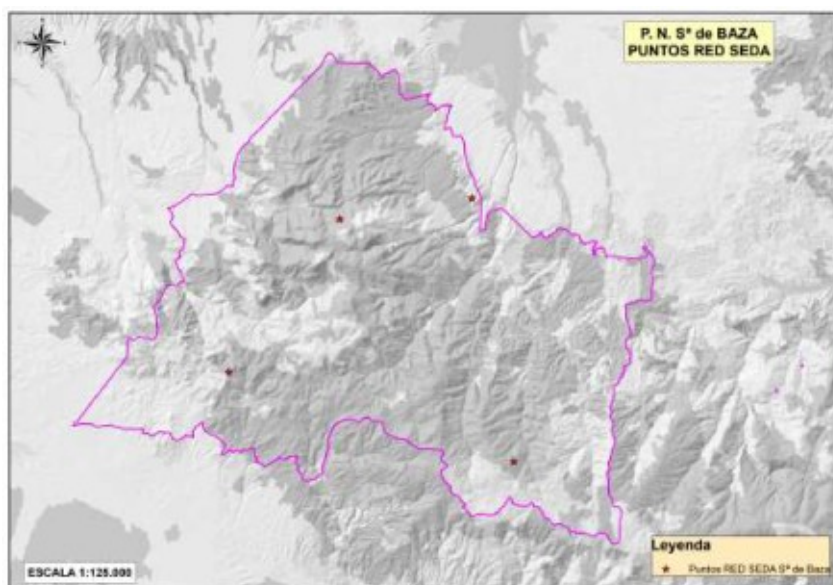 P. N. Sª de BAZA
PUNTOS RED SEDA
ESCALA 1:125.000
Leyenda
Puntos RED SEDA Sª de Baza